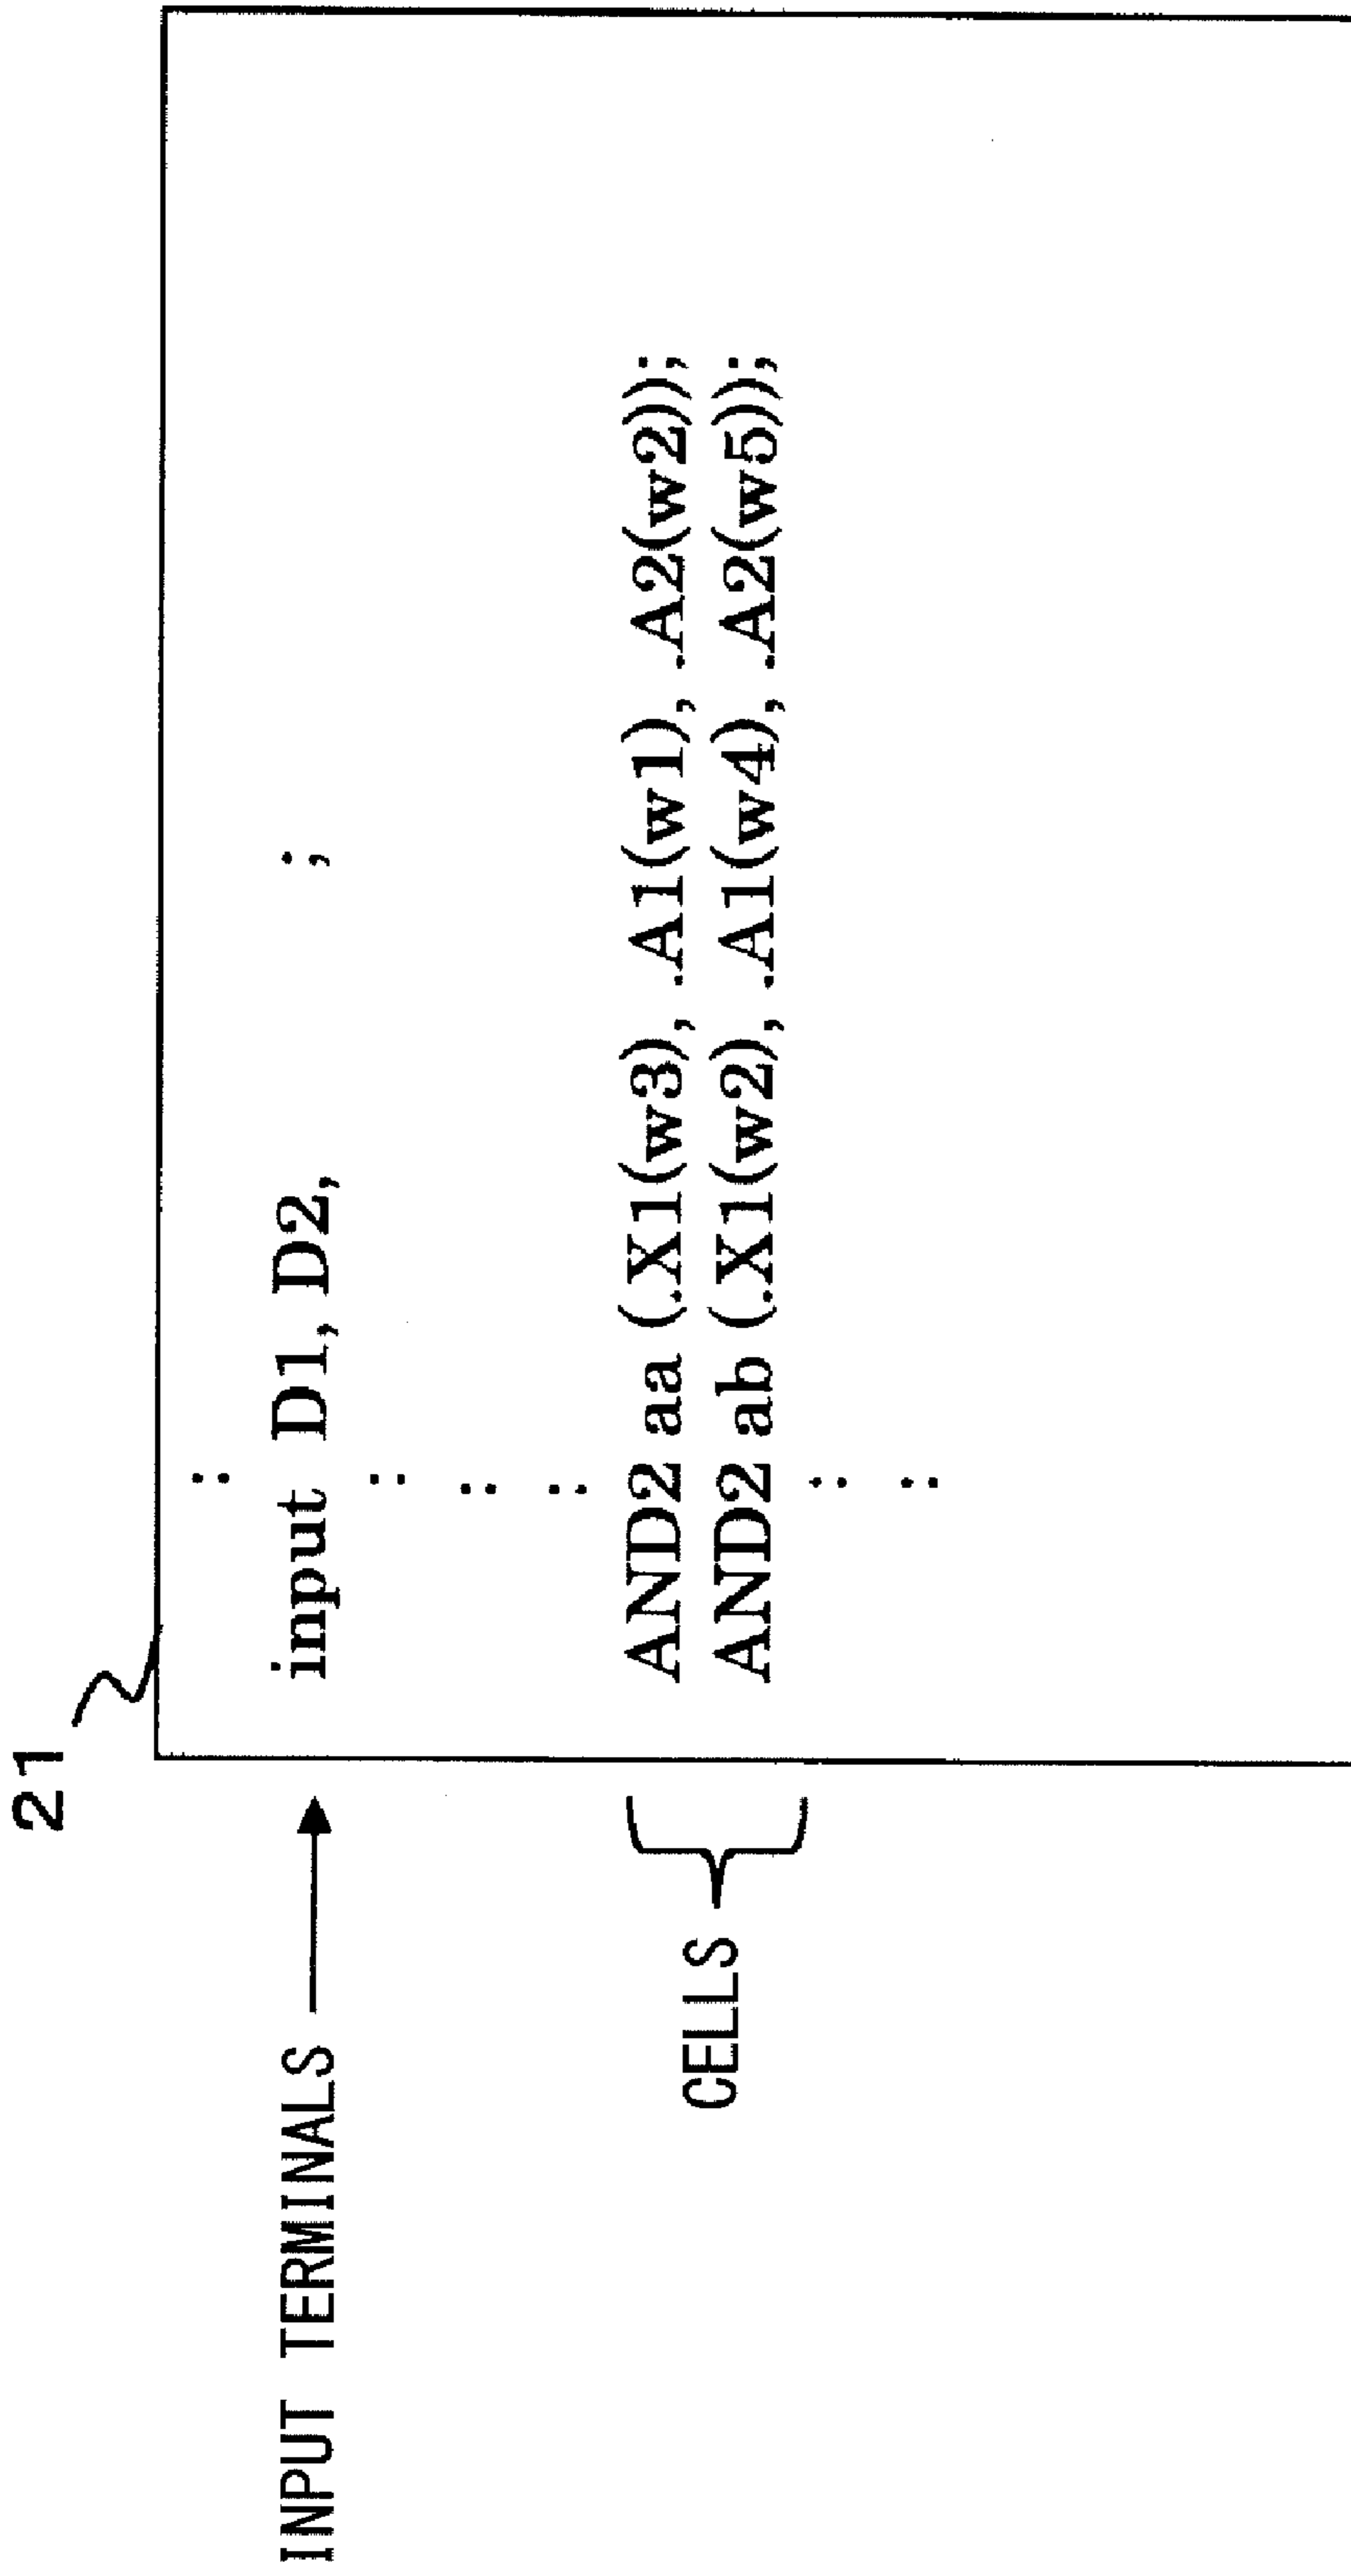 21
INPUT TERMINALS
:
input D1, D2, ;
:
:
:
CELLS
AND2 aa (.X1(w3), .A1(w1), .A2(w2));
AND2 ab (.X1(w2), .A1(w4), .A2(w5));
:
: